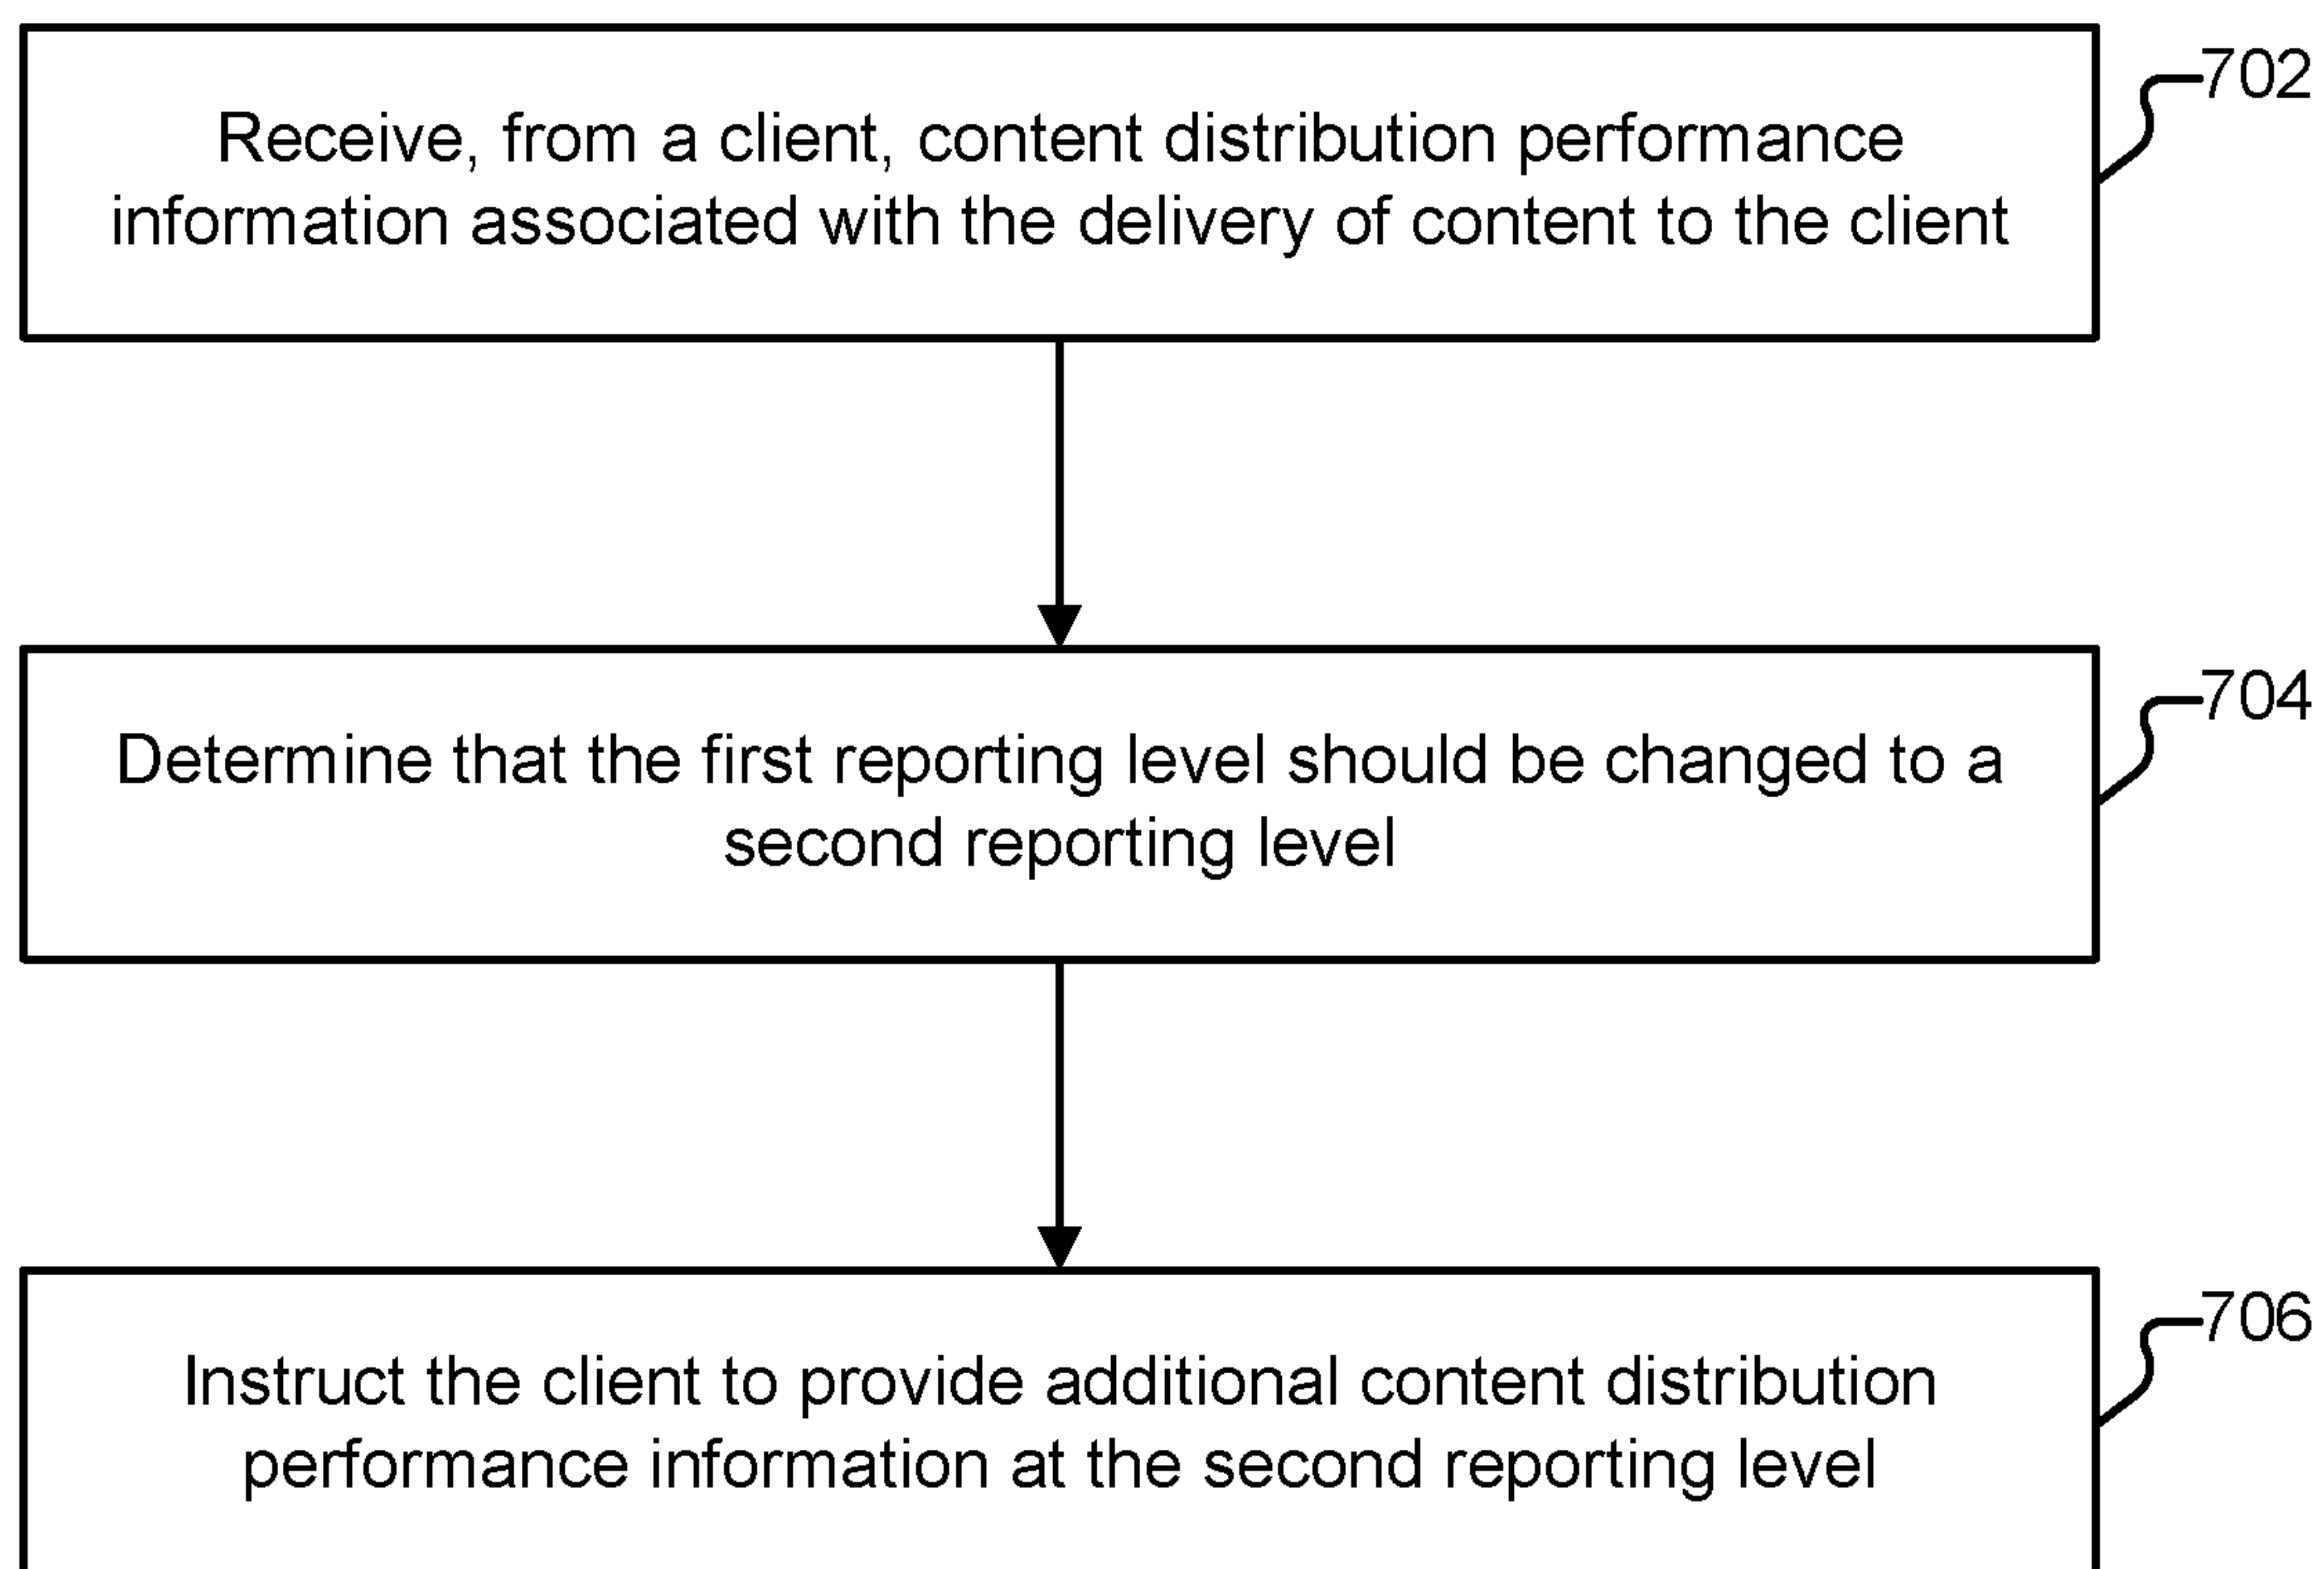 702
Receive, from a client, content distribution performance
information associated with the delivery of content to the client
704
Determine that the first reporting level should be changed to a
second reporting level
706
Instruct the client to provide additional content distribution
performance information at the second reporting level